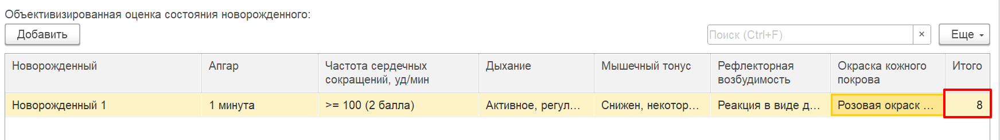 Объективизированная оценка состояния новорожденного:
Добавить
Поиск (Ctrl+F)
×
Еще
Новорожденный
Апгар
Частота сердечных сокращений, уд/мин
Дыхание
Мышечный тонус
Рефлекторная возбудимость
Окраска кожного покрова
Итого
Новорожденный 1
1 минута
>= 100 (2 балла)
Активное, регул...
Снижен, некотор...
Реакция в виде д...
Розовая окраск ...
8